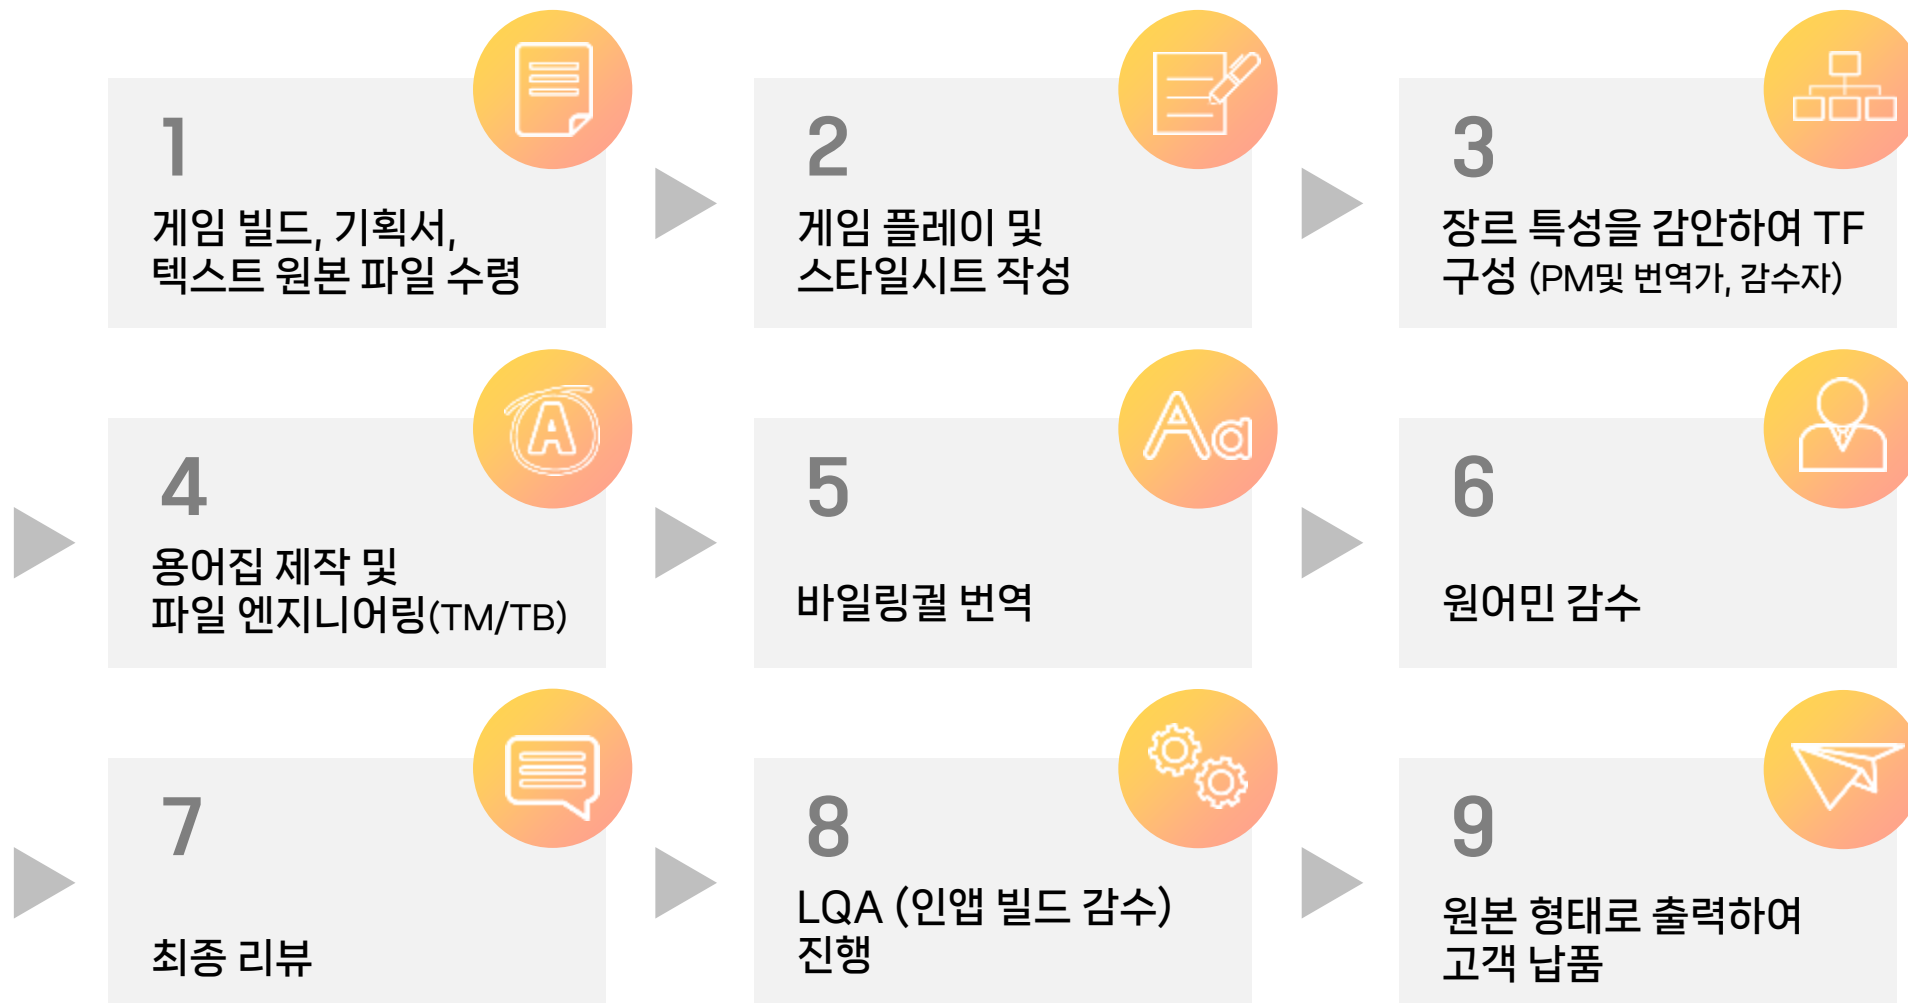 1
게임 빌드, 기획서,
텍스트 원본 파일 수령
2
게임 플레이 및
스타일시트 작성
3
장르 특성을 감안하여 TF
구성 (PM및 번역가, 감수자)
4
용어집 제작 및
파일 엔지니어링(TM/TB)
5
바일링궐 번역
6
원어민 감수
7
최종 리뷰
8
LQA (인앱 빌드 감수)
진행
9
원본 형태로 출력하여
고객 납품